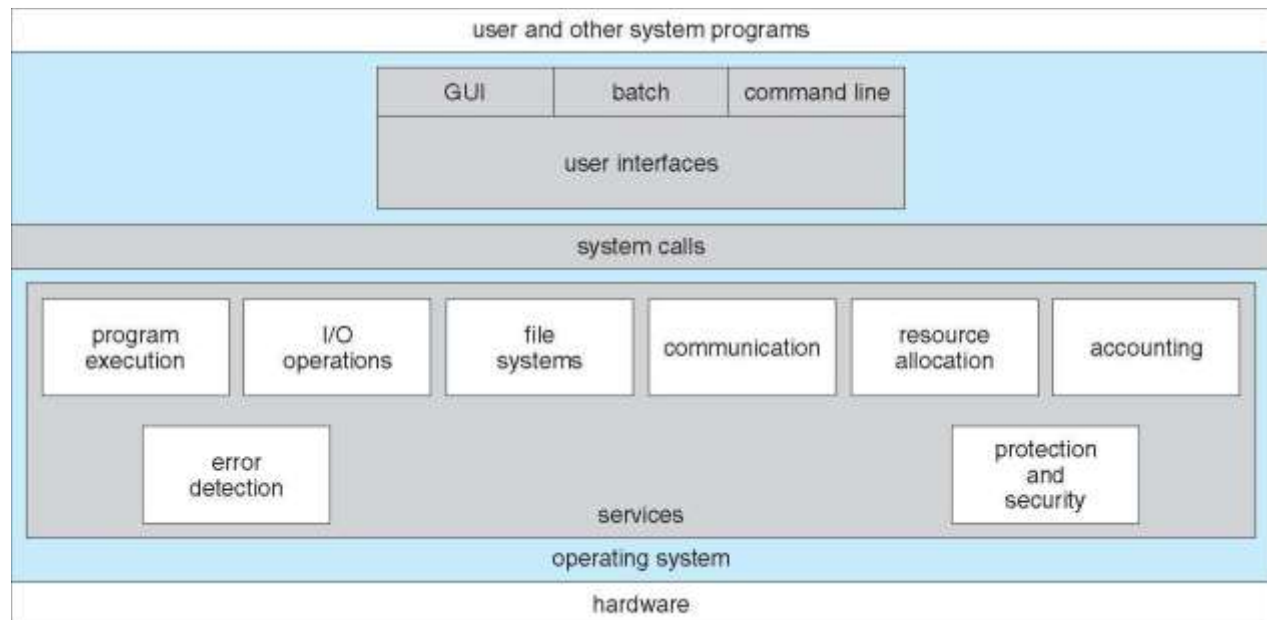 user and other system programs
GUI
batch
command line
user interfaces
system calls
program
execution
I/O
operations
file
systems
communication
resource
allocation
accounting
error
detection
protection
and
security
services
operating system
hardware